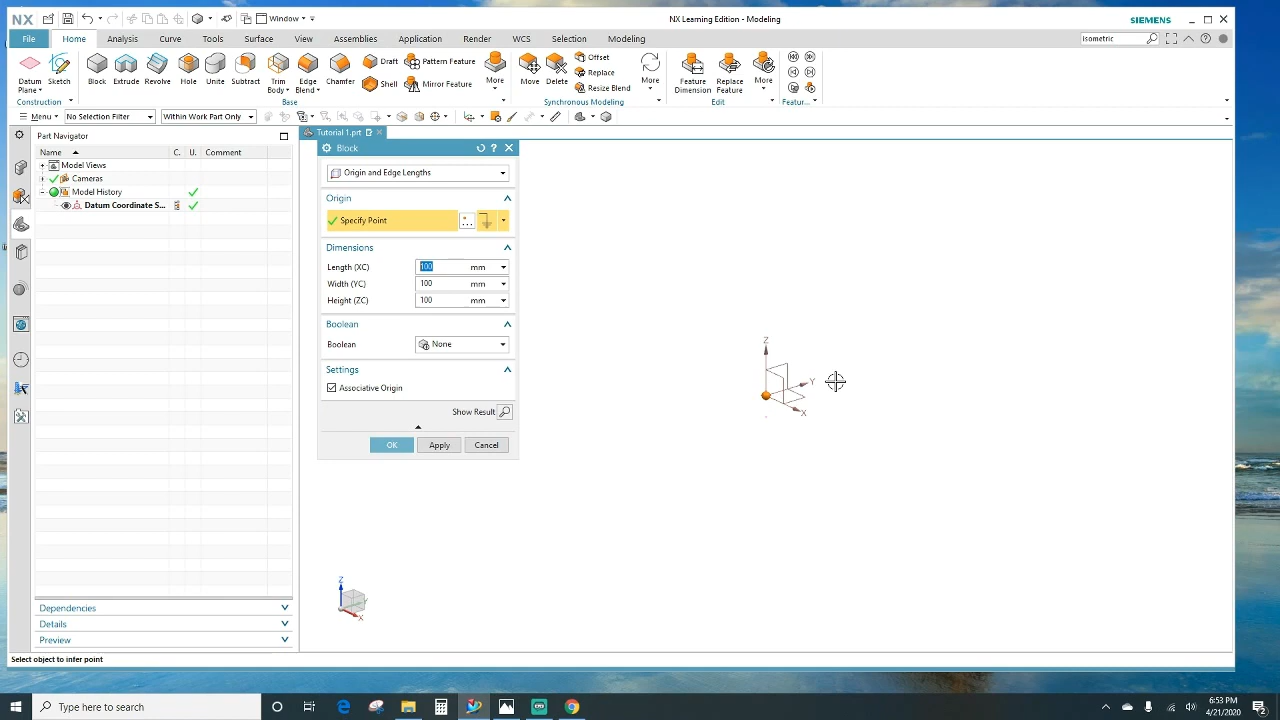 NX Window NX Learning Edition - Modeling SIEMENS
File Home Analysis Curve Tools Surface View Assemblies Application Render WCS Selection Modeling Isometric
Datum Plane Sketch Block Extrude Revolve Hole Unite Subtract Trim Body Edge Blend Chamfer Draft Shell Pattern Feature Mirror Feature More Move Delete Offset Replace Resize Blend More Feature Dimension Replace Feature More
Construction Base Synchronous Modeling Edit Featur...
Menu No Selection Filter Within Work Part Only
Part Navigator Tutorial 1.prt
Name C. U. Comment
Model Views
Cameras
Model History
Datum Coordinate S...
Block
Origin and Edge Lengths
Origin
Specify Point
Dimensions
Length (XC) 100 mm
Width (YC) 100 mm
Height (ZC) 100 mm
Boolean
Boolean None
Settings
Associative Origin
Show Result
OK Apply Cancel
Z
Y
X
Z
Y
X
Dependencies
Details
Preview
Select object to infer point
Type here to search
6:53 PM
4/21/2020
2